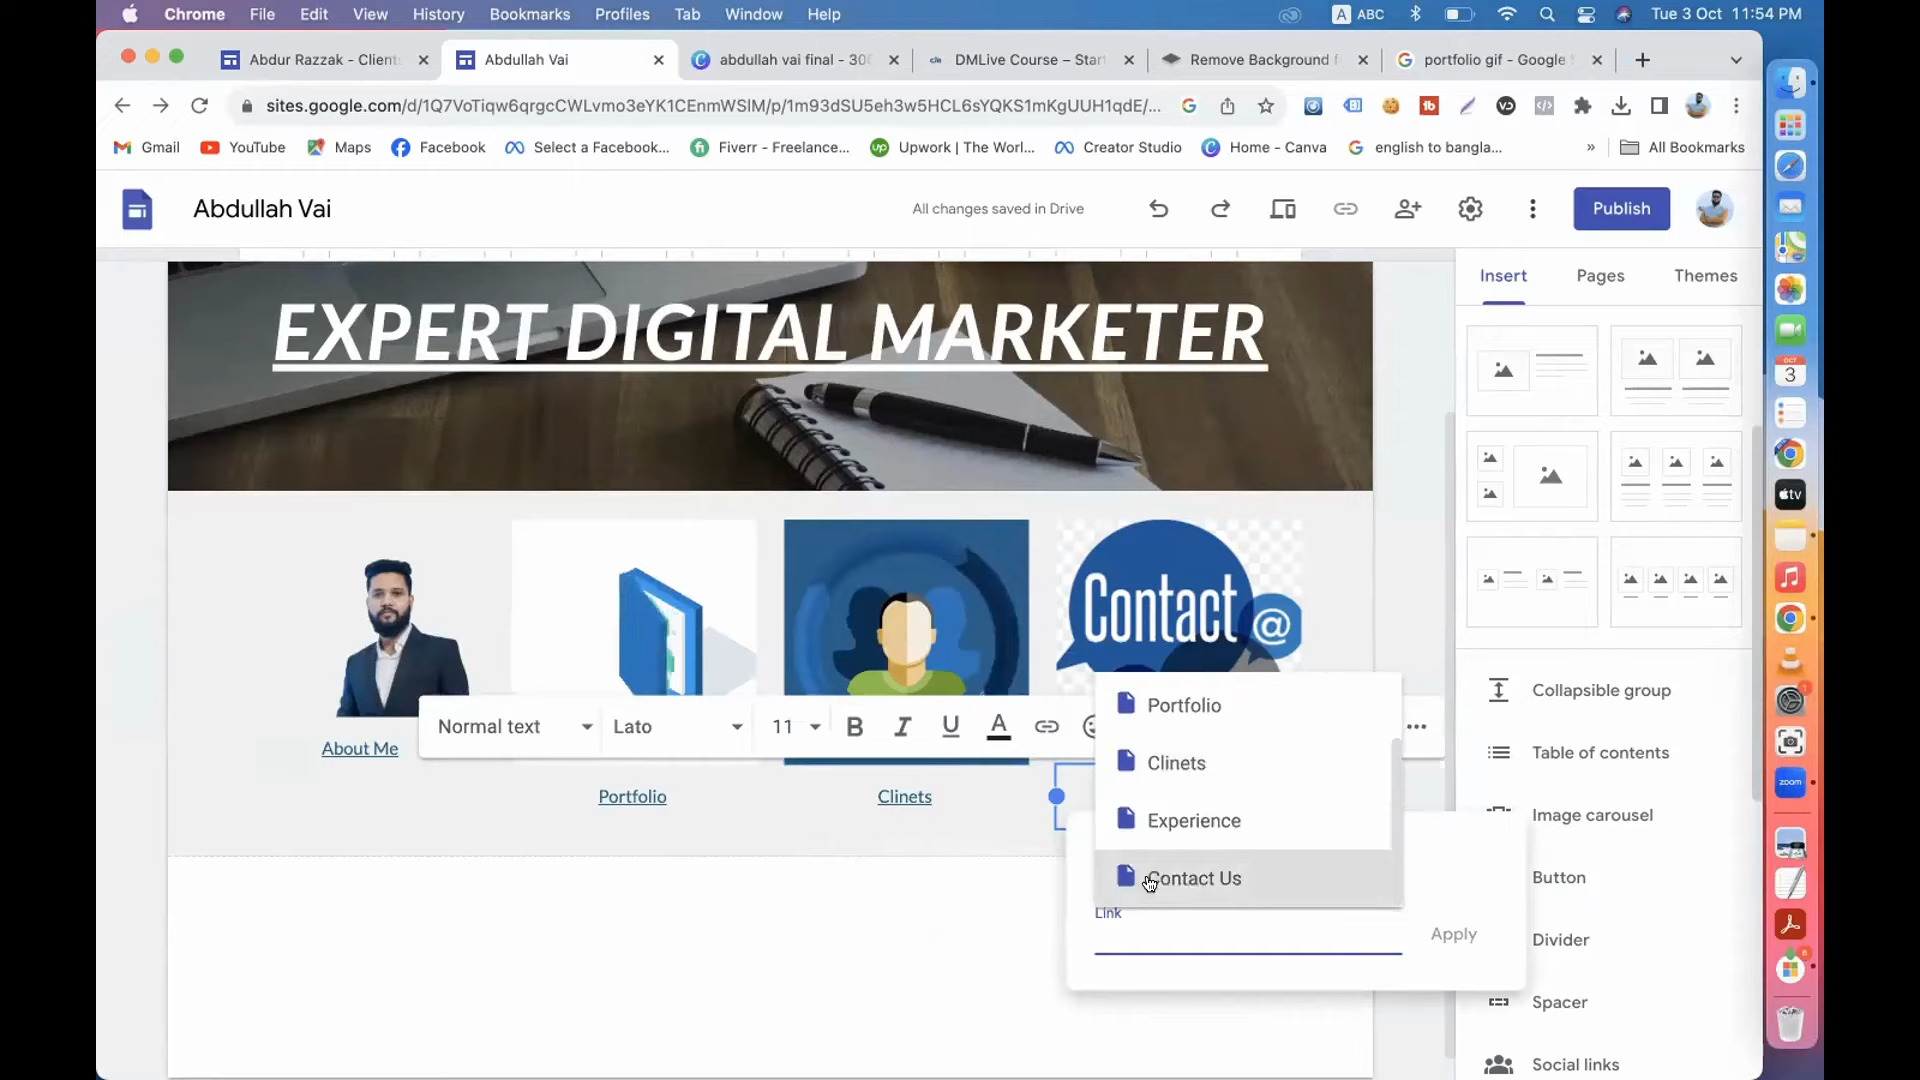 Chrome File Edit View History Bookmarks Profiles Tab Window Help A ABC Tue 3 Oct 11:54 PM
Abdur Razzak - Client Abdullah Vai abdullah vai final - DMLive Course – Start Remove Background portfolio gif - Google
sites.google.com/d/1Q7VoTiqw6qrgcCWLvmo3eYK1CEnmWSlM/p/1m93dSU5eh3w5HCL6sYQKS1mKgUUH1qdE/...
Gmail YouTube Maps Facebook Select a Facebook... Fiverr - Freelance... Upwork | The Worl... Creator Studio Home - Canva english to bangla... » All Bookmarks
Abdullah Vai All changes saved in Drive Publish
Insert Pages Themes
EXPERT DIGITAL MARKETER
OCT
3
tv
Contact @
Collapsible group
Portfolio
Normal text Lato 11 B I U A
About Me
Table of contents
Clinets
zoom
Portfolio Clinets
Image carousel
Experience
Contact Us
Button
Link
Apply
Divider
Spacer
Social links